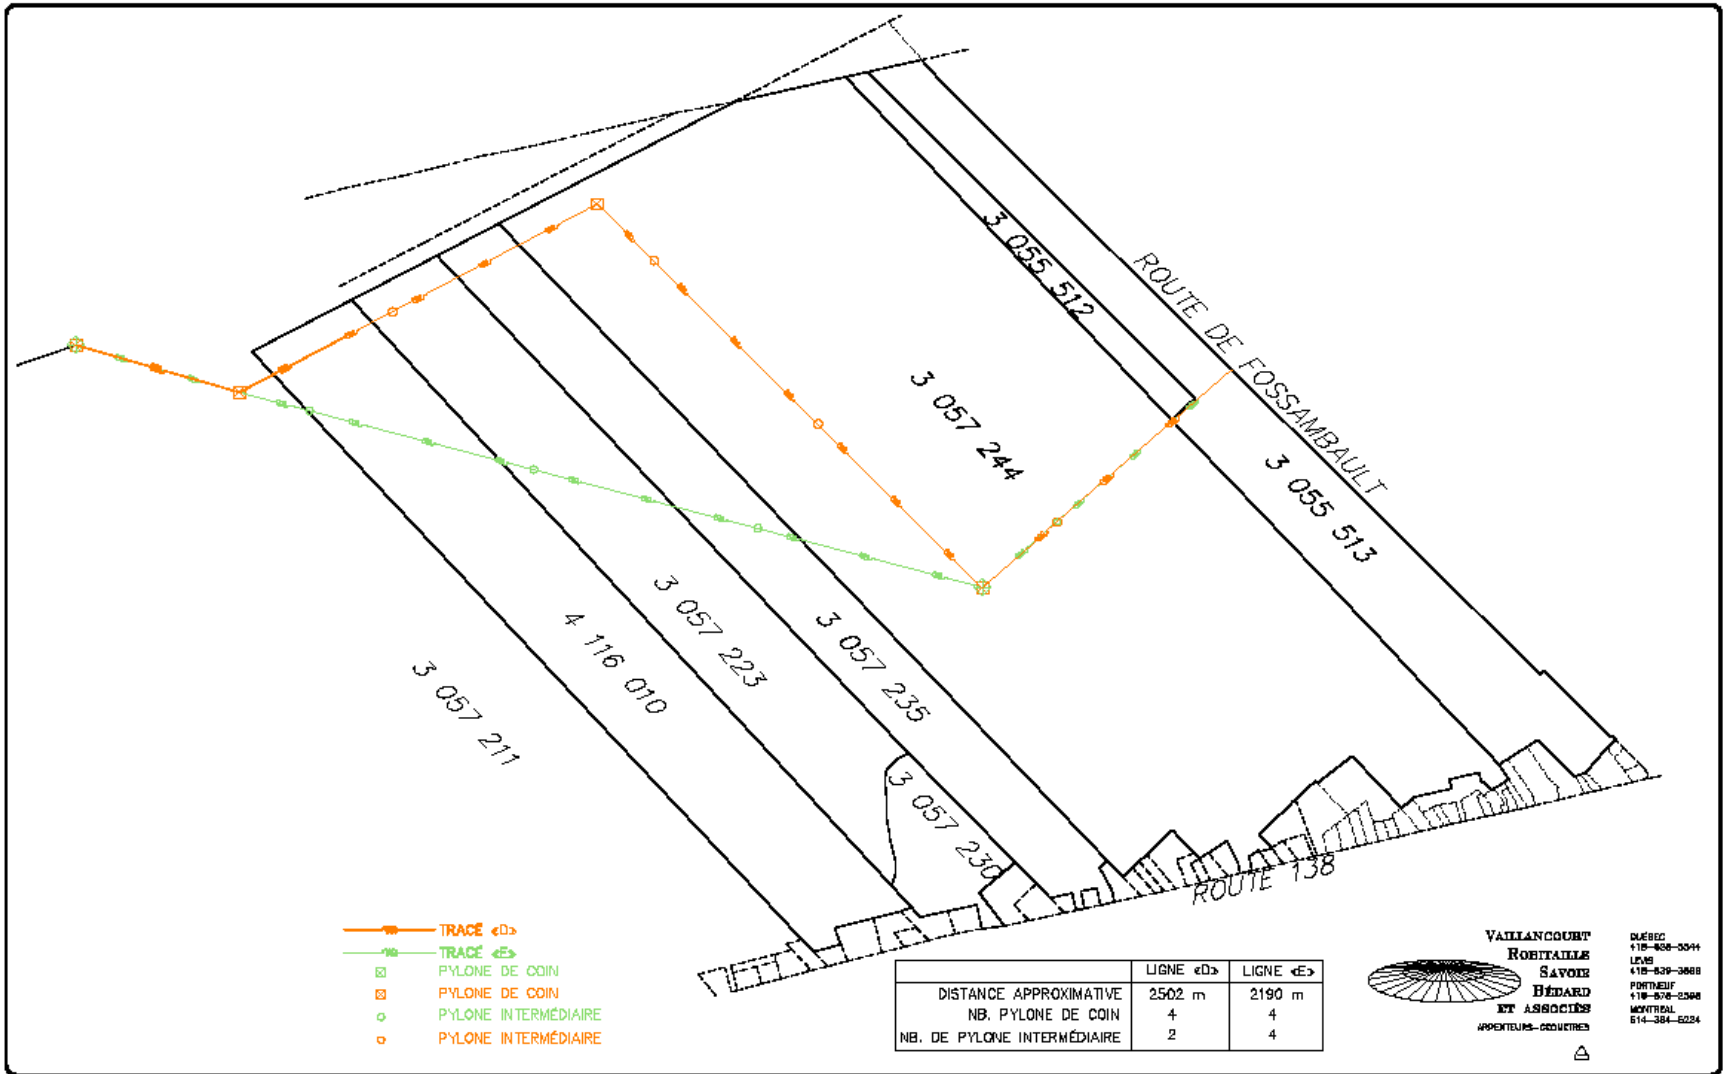 3 055 512
ROUTE DE FOSSAMBAULT
3 057 244
3 055 513
3 057 223
4 116 010
3 057 235
3 057 211
3 057 230
ROUTE 138
TRACÉ «D»
TRACÉ «E»
PYLONE DE COIN
PYLONE DE COIN
PYLONE INTERMÉDIAIRE
PYLONE INTERMÉDIAIRE
LIGNE «D» LIGNE «E»
DISTANCE APPROXIMATIVE 2502 m 2190 m
NB. PYLONE DE COIN 4 4
NB. DE PYLONE INTERMÉDIAIRE 2 4
VAILLANCOURT
ROBITAILLE
SAVOIE
BÉDARD
ET ASSOCIÉS
ARPENTEURS-GÉOMÈTRES
QUÉBEC
LÉVIS
PORTNEUF
MONTRÉAL